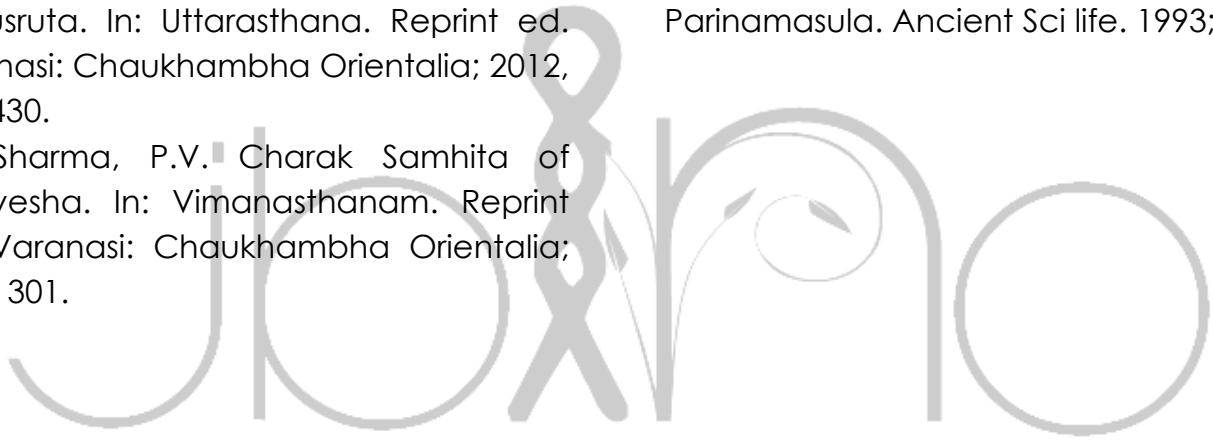 usruta. In: Uttarasthana. Reprint ed.
nasi: Chaukhambha Orientalia; 2012,
430.
Sharma, P.V. Charak Samhita of
vesha. In: Vimanasthanam. Reprint
Varanasi: Chaukhambha Orientalia;
301.
Parinamasula. Ancient Sci life. 1993;
jbino